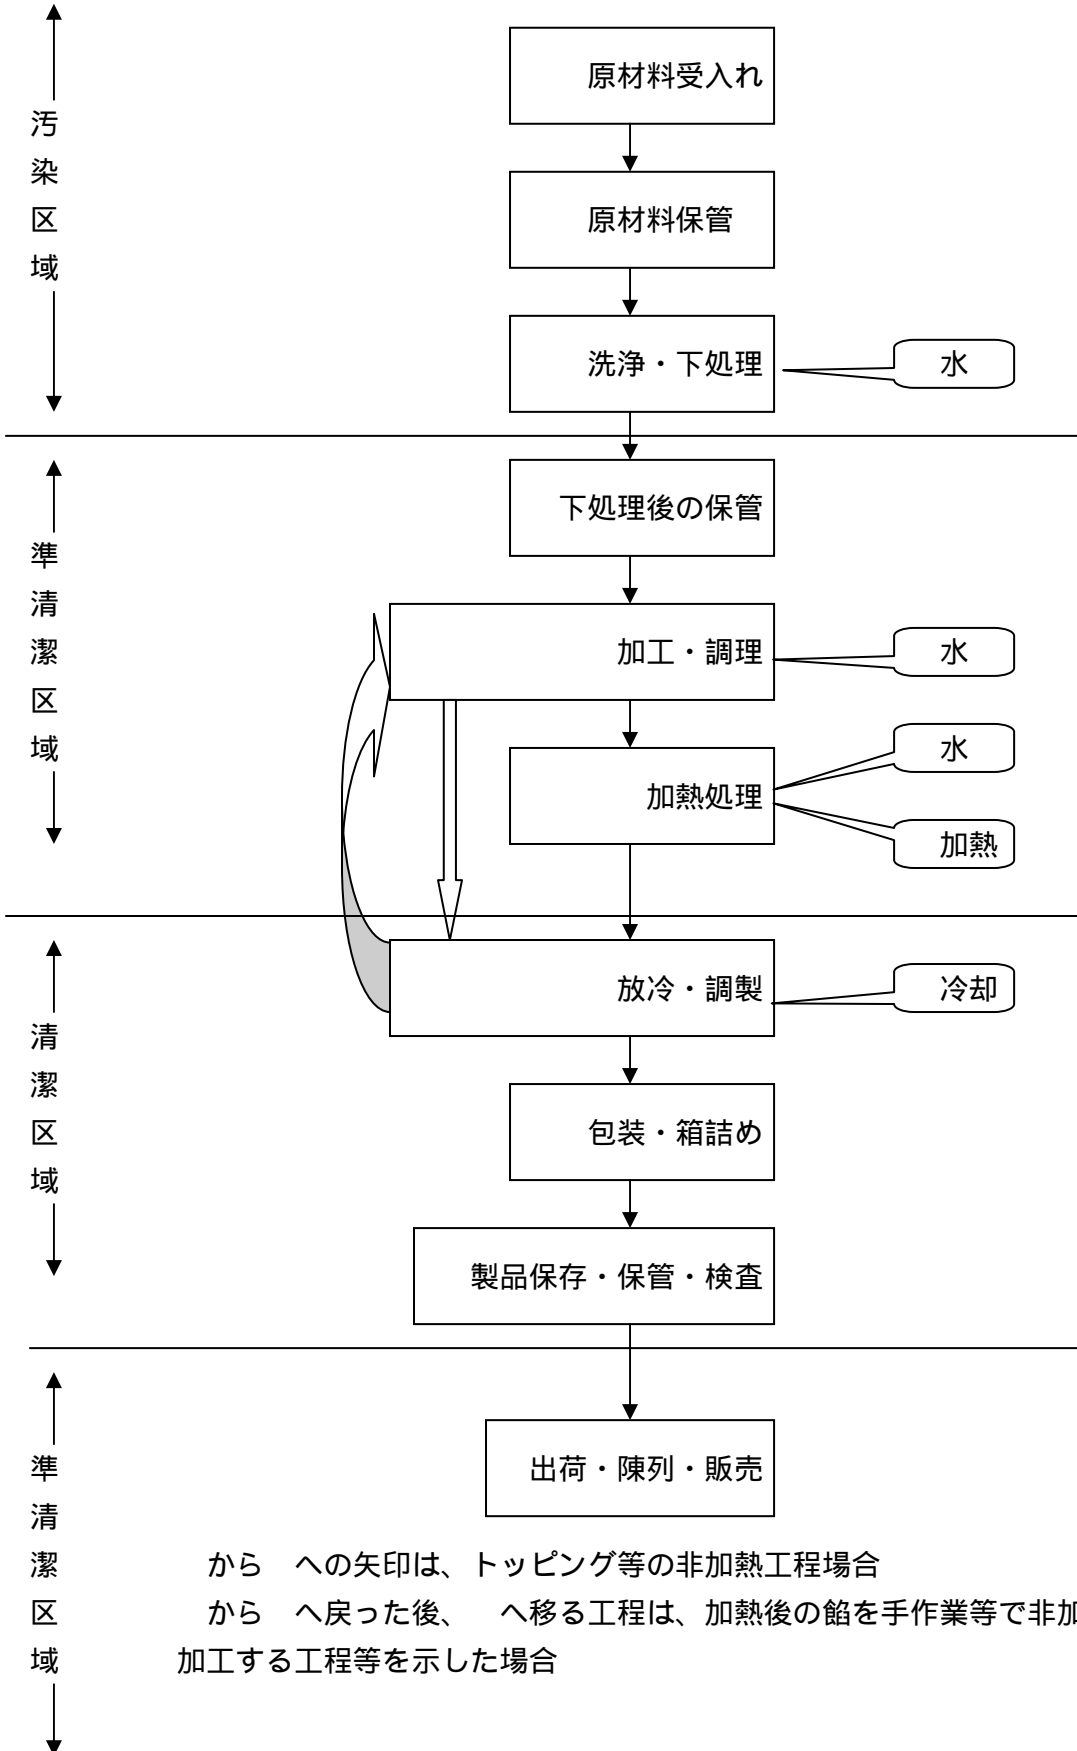 汚染区域
原材料受入れ
原材料保管
洗浄・下処理
水
準清潔区域
下処理後の保管
加工・調理
水
加熱処理
水
加熱
清潔区域
放冷・調製
冷却
包装・箱詰め
製品保存・保管・検査
準清潔区域
出荷・陳列・販売
から　への矢印は、トッピング等の非加熱工程場合
から　へ戻った後、　へ移る工程は、加熱後の餡を手作業等で非加
加工する工程等を示した場合